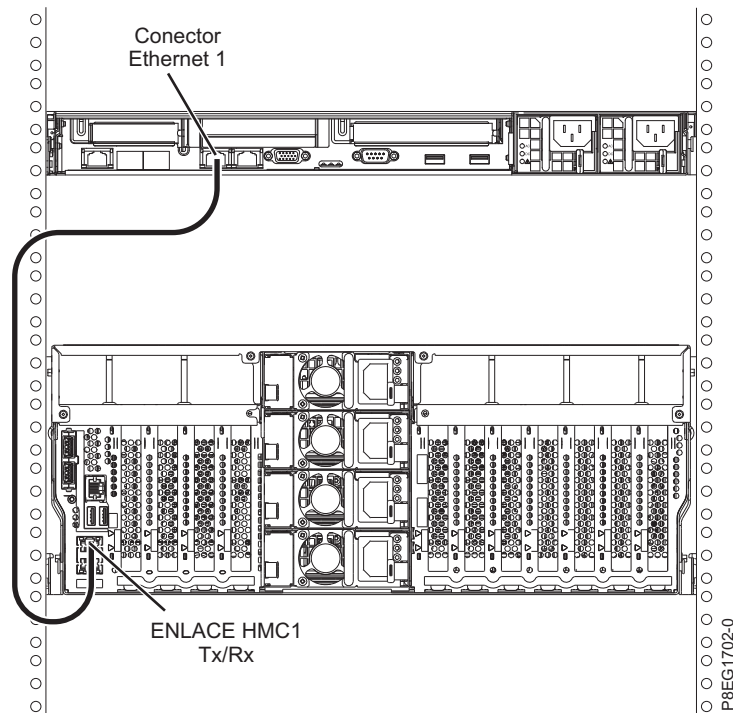 Conector
Ethernet 1
ENLACE HMC1
Tx/Rx
P8EG1702-0